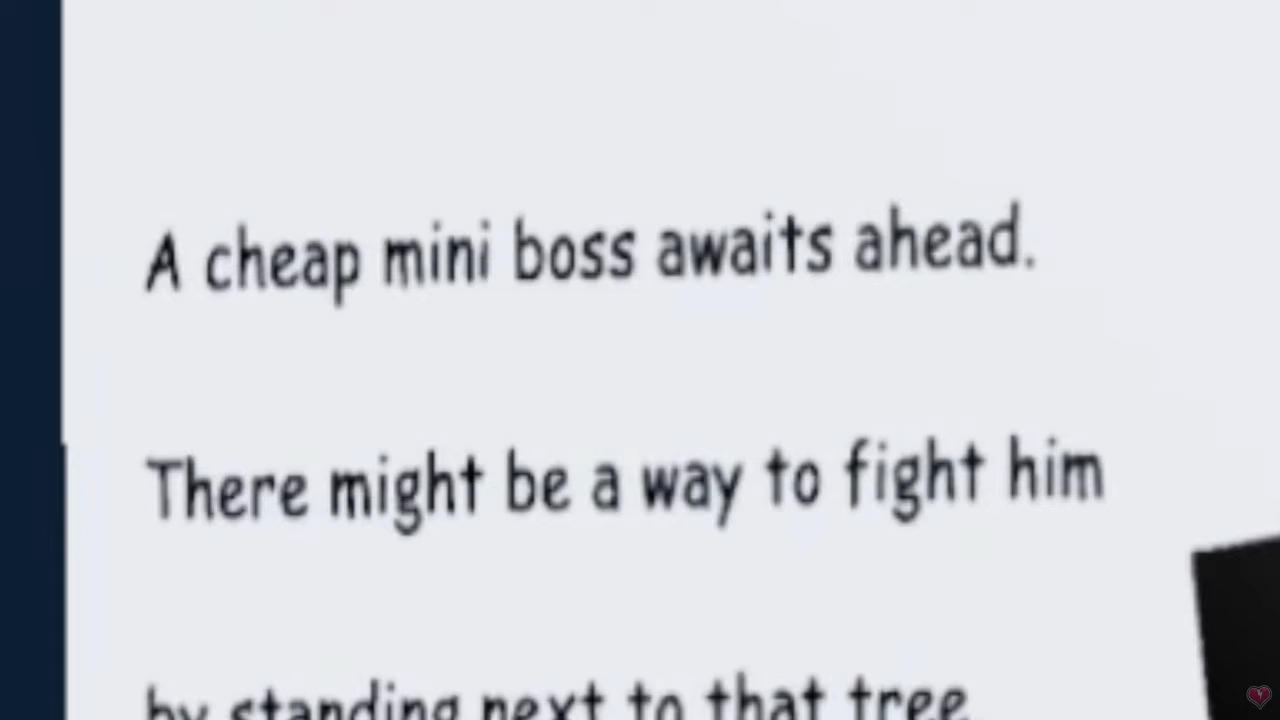 A cheap mini boss awaits ahead.
There might be a way to fight him
by standing next to that tree.